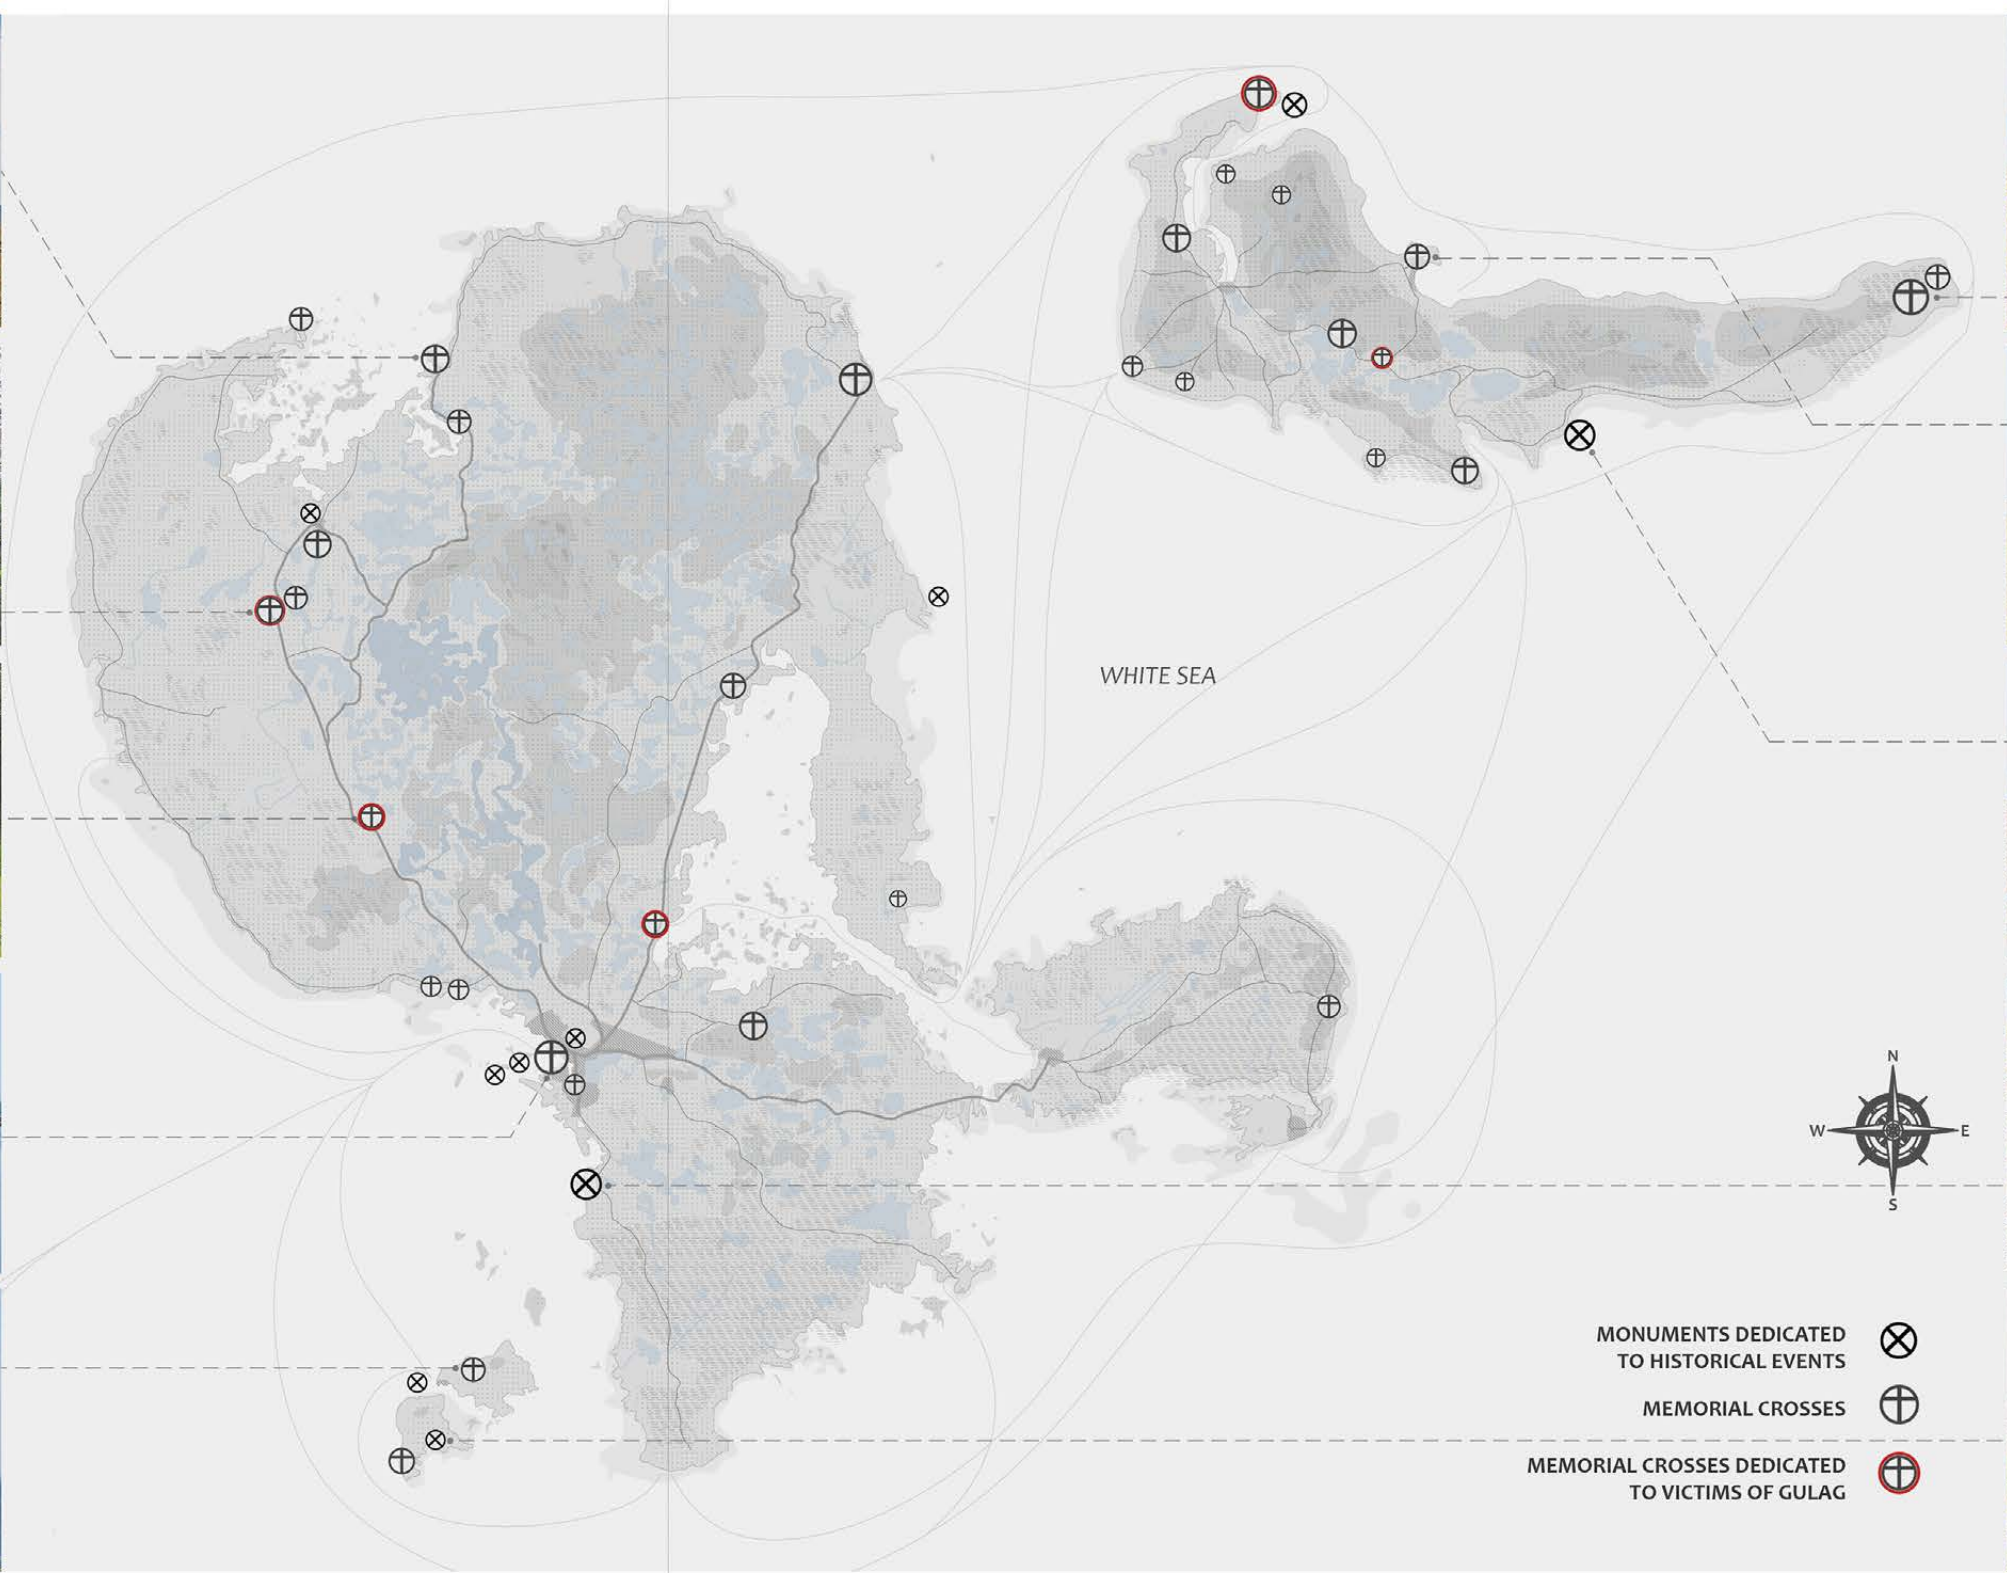 WHITE SEA
N
W
E
S
MONUMENTS DEDICATED
TO HISTORICAL EVENTS
MEMORIAL CROSSES
MEMORIAL CROSSES DEDICATED
TO VICTIMS OF GULAG